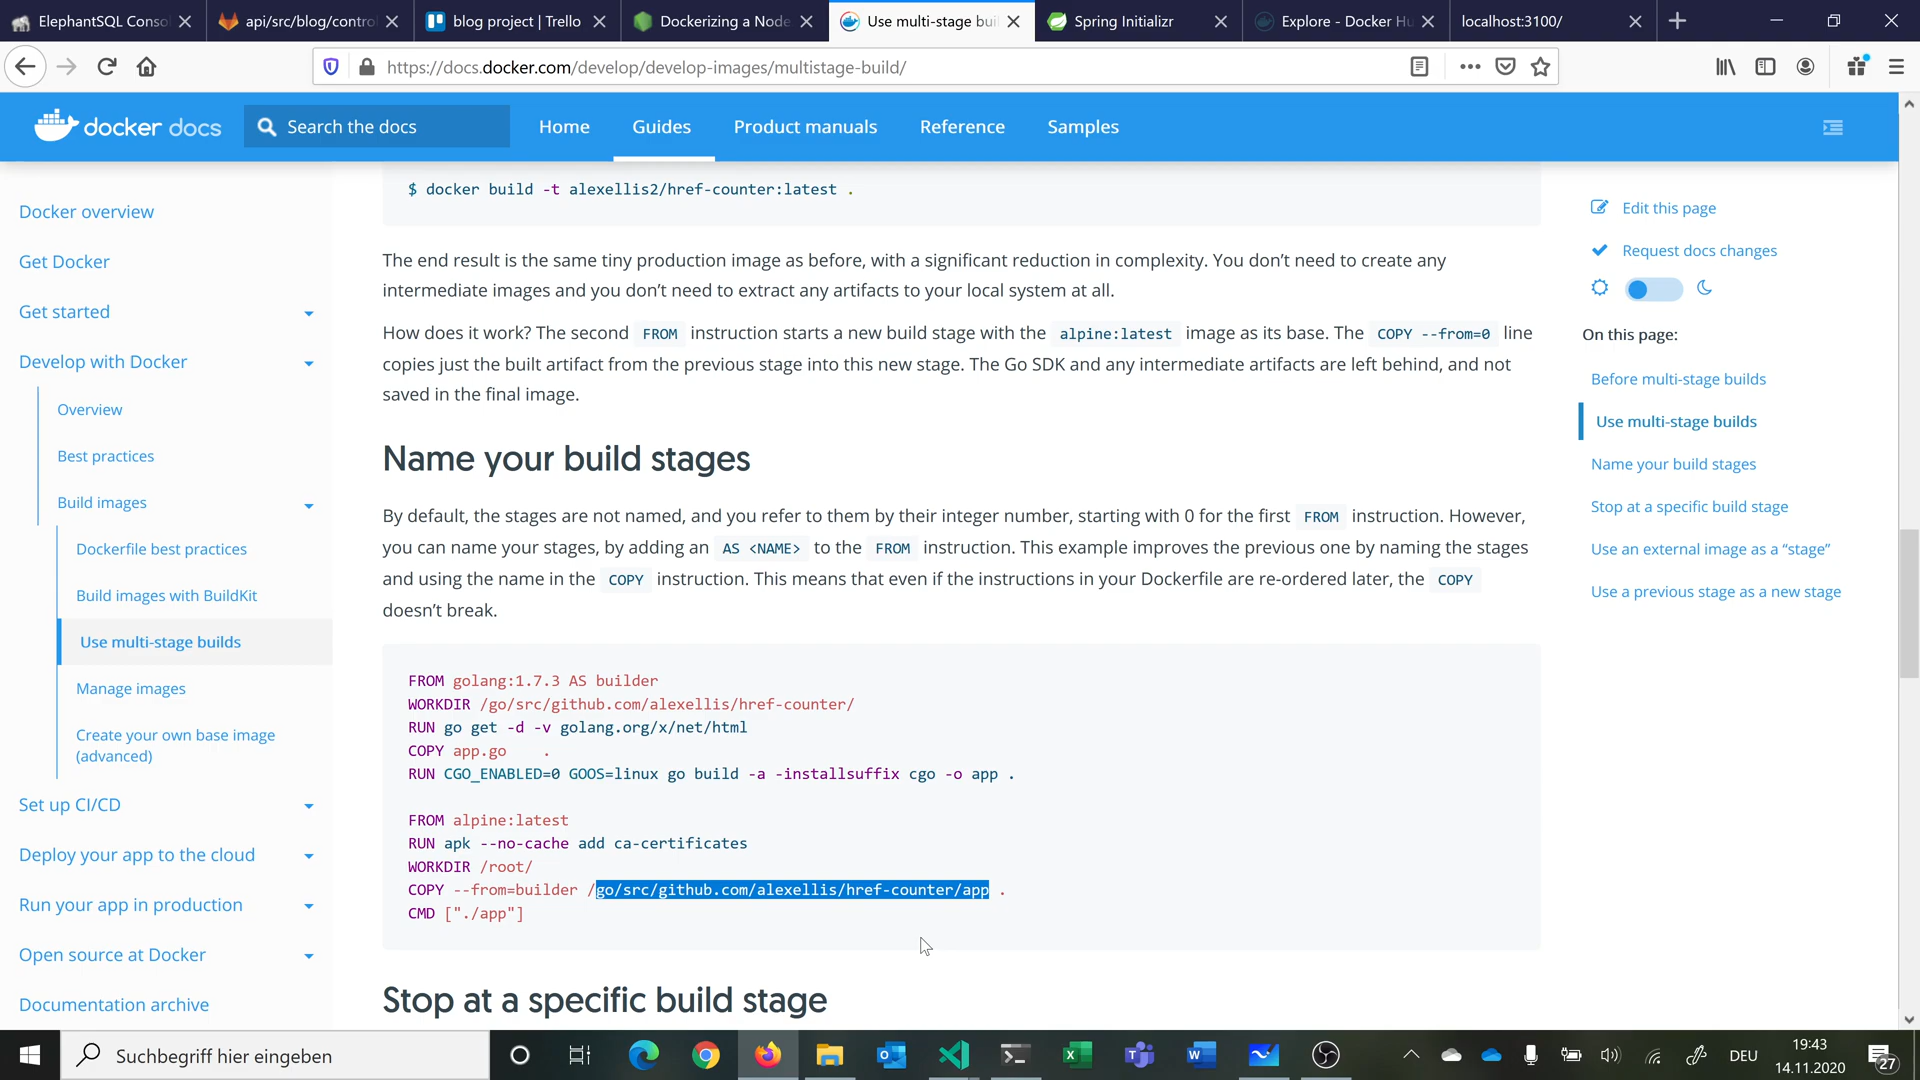 ElephantSQL Conso
api/src/blog/contro
blog project | Trello
Dockerizing a Node
Use multi-stage bui
Spring Initializr
Explore - Docker Hu
localhost:3100/
https://docs.docker.com/develop/develop-images/multistage-build/
docker docs
Search the docs
Home
Guides
Product manuals
Reference
Samples
Docker overview
Get Docker
Get started
Develop with Docker
Overview
Best practices
Build images
Dockerfile best practices
Build images with BuildKit
Use multi-stage builds
Manage images
Create your own base image
(advanced)
Set up CI/CD
Deploy your app to the cloud
Run your app in production
Open source at Docker
Documentation archive
$ docker build -t alexellis2/href-counter:latest .
The end result is the same tiny production image as before, with a significant reduction in complexity. You don’t need to create any
intermediate images and you don’t need to extract any artifacts to your local system at all.
How does it work? The second FROM instruction starts a new build stage with the alpine:latest image as its base. The COPY --from=0 line
copies just the built artifact from the previous stage into this new stage. The Go SDK and any intermediate artifacts are left behind, and not
saved in the final image.
Name your build stages
By default, the stages are not named, and you refer to them by their integer number, starting with 0 for the first FROM instruction. However,
you can name your stages, by adding an AS <NAME> to the FROM instruction. This example improves the previous one by naming the stages
and using the name in the COPY instruction. This means that even if the instructions in your Dockerfile are re-ordered later, the COPY
doesn’t break.
FROM golang:1.7.3 AS builder
WORKDIR /go/src/github.com/alexellis/href-counter/
RUN go get -d -v golang.org/x/net/html
COPY app.go    .
RUN CGO_ENABLED=0 GOOS=linux go build -a -installsuffix cgo -o app .
FROM alpine:latest
RUN apk --no-cache add ca-certificates
WORKDIR /root/
COPY --from=builder /go/src/github.com/alexellis/href-counter/app .
CMD ["./app"]
Stop at a specific build stage
Edit this page
Request docs changes
On this page:
Before multi-stage builds
Use multi-stage builds
Name your build stages
Stop at a specific build stage
Use an external image as a “stage”
Use a previous stage as a new stage
Suchbegriff hier eingeben
DEU
19:43
14.11.2020
27